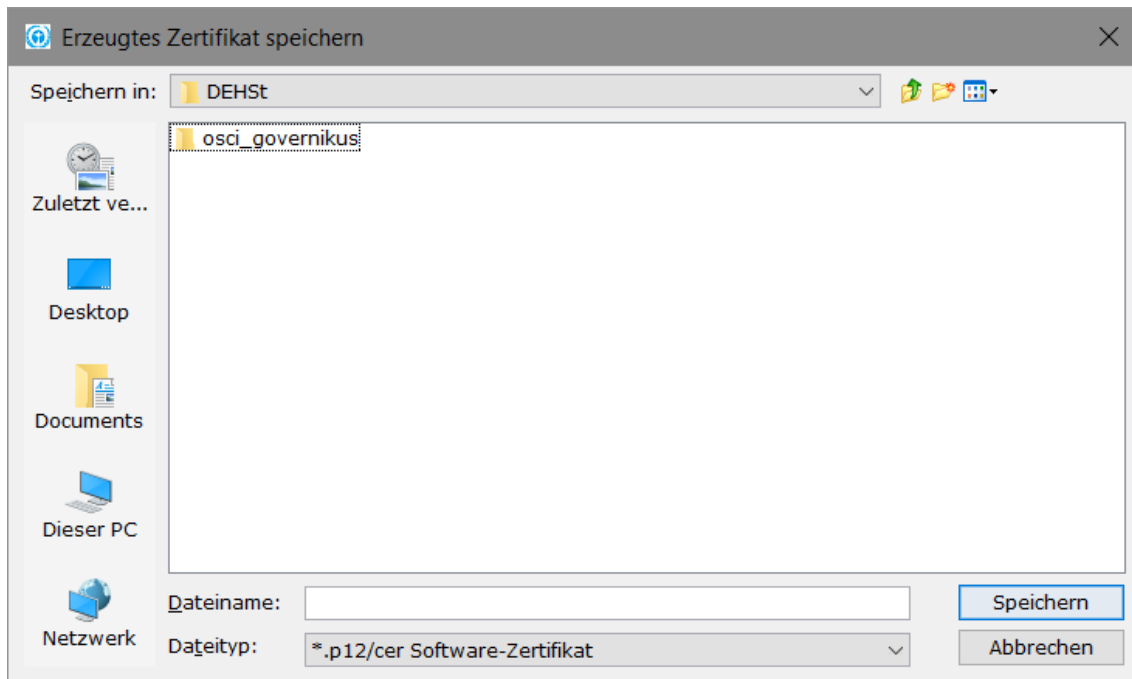 Erzeugtes Zertifikat speichern
Speichern in:
DEHSt
osci_governikus
Zuletzt ve...
Desktop
Documents
Dieser PC
Netzwerk
Dateiname:
Speichern
Dateityp:
*.p12/cer Software-Zertifikat
Abbrechen